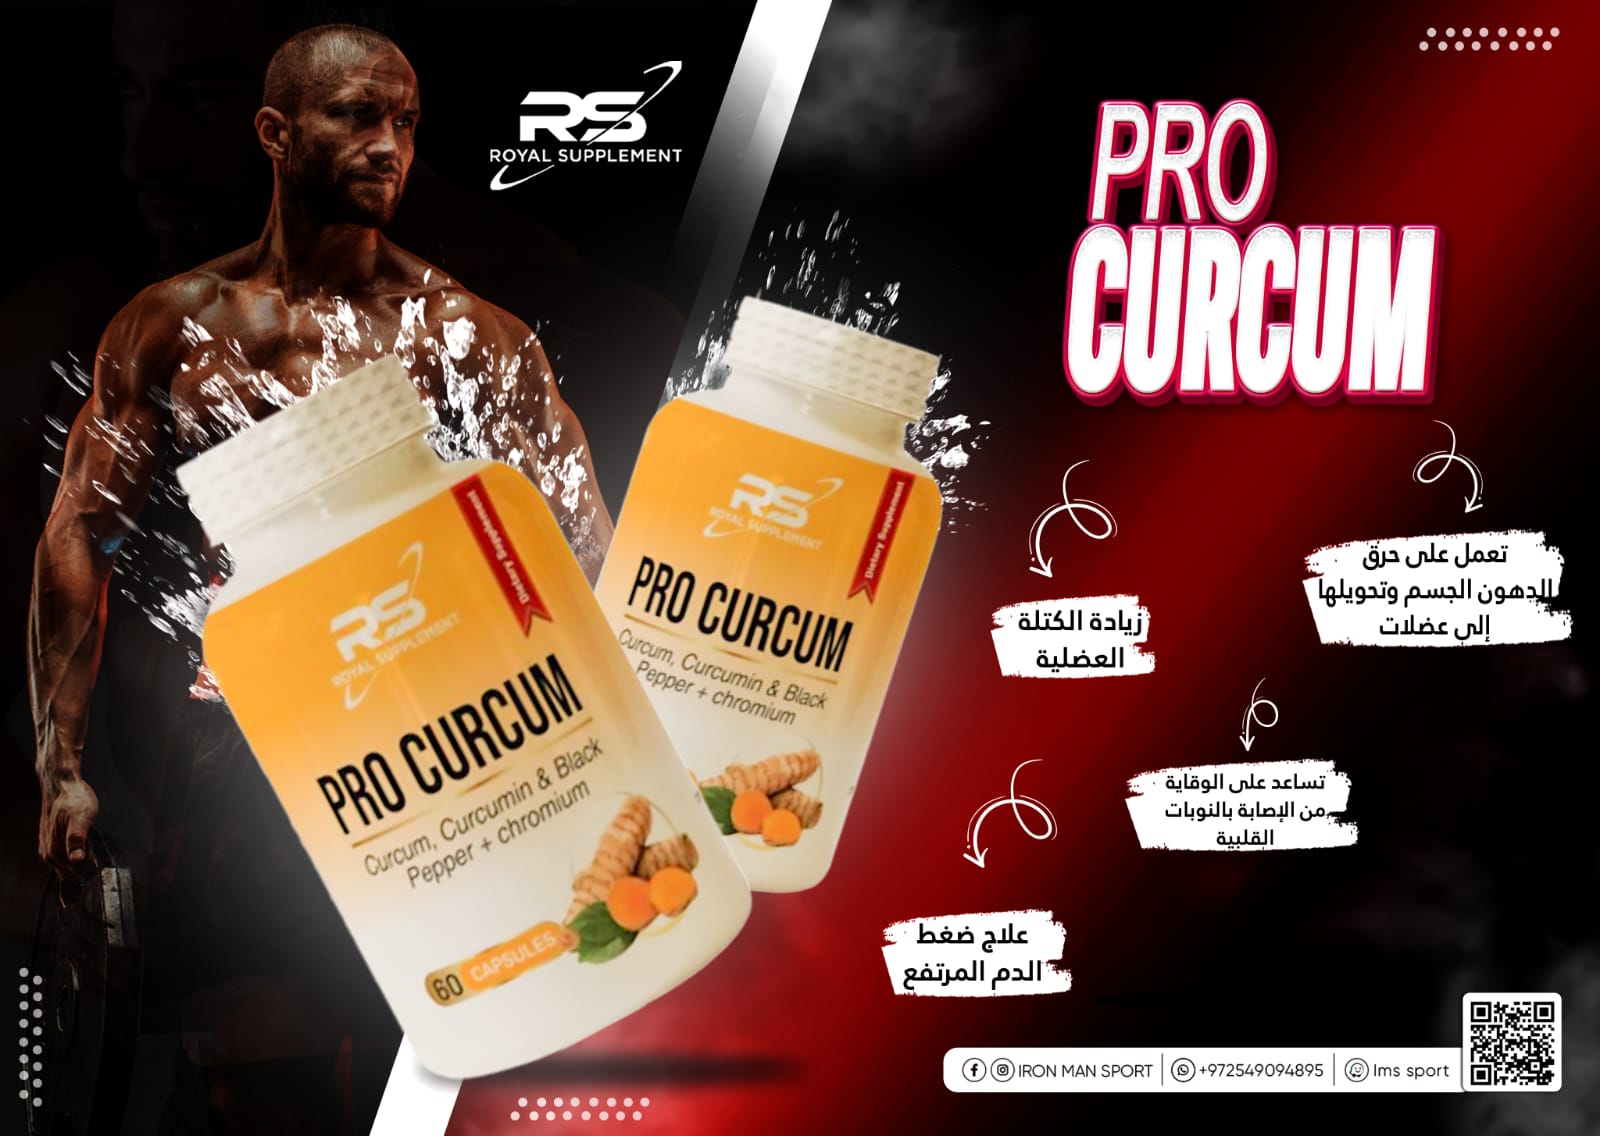 RS
ROYAL SUPPLEMENT
PRO
CURCUM
تعمل على حرق
الدهون الجسم وتحويلها
إلى عضلات
زيادة الكتلة
العضلية
تساعد على الوقاية
من الإصابة بالنوبات
القلبية
علاج ضغط
الدم المرتفع
Dietary Supplement
RS
ROYAL SUPPLEMENT
PRO CURCUM
Curcum, Curcumin & Black
Pepper + chromium
60 CAPSULES
Dietary Supplement
RS
ROYAL SUPPLEMENT
PRO CURCUM
Curcum, Curcumin & Black
Pepper + chromium
IRON MAN SPORT
+972549094895
Ims sport